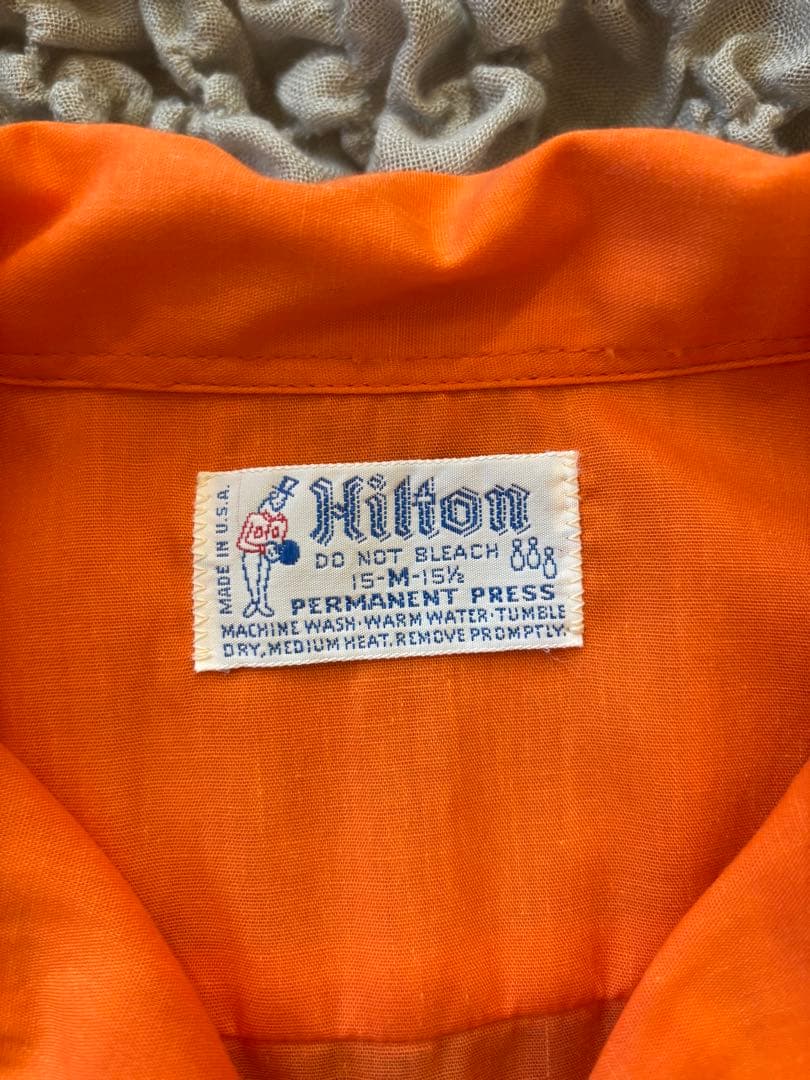 MADE IN U.S.A.
Hilton
DO NOT BLEACH
15-M-15½
PERMANENT PRESS
MACHINE WASH·WARM WATER·TUMBLE
DRY, MEDIUM HEAT. REMOVE PROMPTLY.